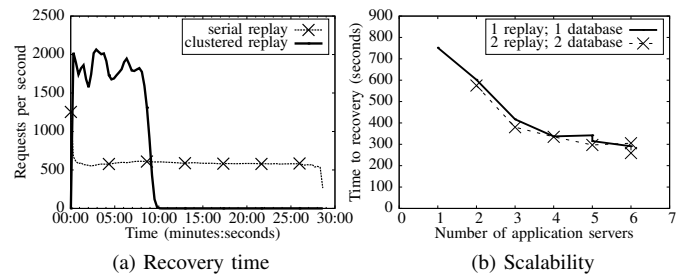 2500
2000
1500
1000
500
0
Requests per second
serial replay
clustered replay
00:00 05:00 10:00 15:00 20:00 25:00 30:00
Time (minutes:seconds)
(a) Recovery time
900
800
700
600
500
400
300
200
100
0
Time to recovery (seconds)
1 replay; 1 database
2 replay; 2 database
0 1 2 3 4 5 6 7
Number of application servers
(b) Scalability